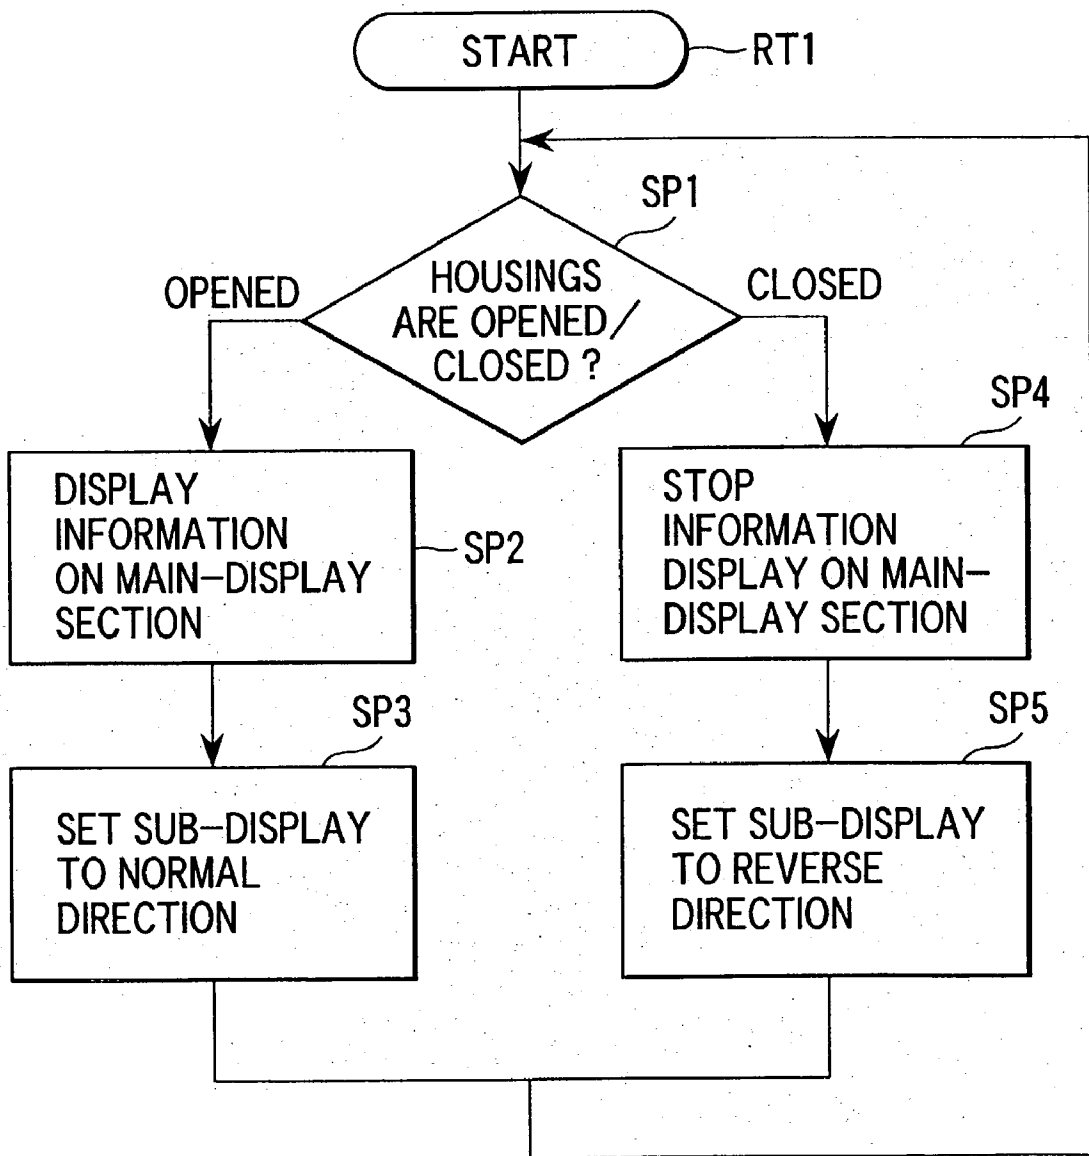 START
RT1
SP1
HOUSINGS
ARE OPENED/
CLOSED ?
OPENED
CLOSED
DISPLAY
INFORMATION
ON MAIN-DISPLAY
SECTION
SP2
SP4
STOP
INFORMATION
DISPLAY ON MAIN-
DISPLAY SECTION
SP3
SET SUB-DISPLAY
TO NORMAL
DIRECTION
SP5
SET SUB-DISPLAY
TO REVERSE
DIRECTION